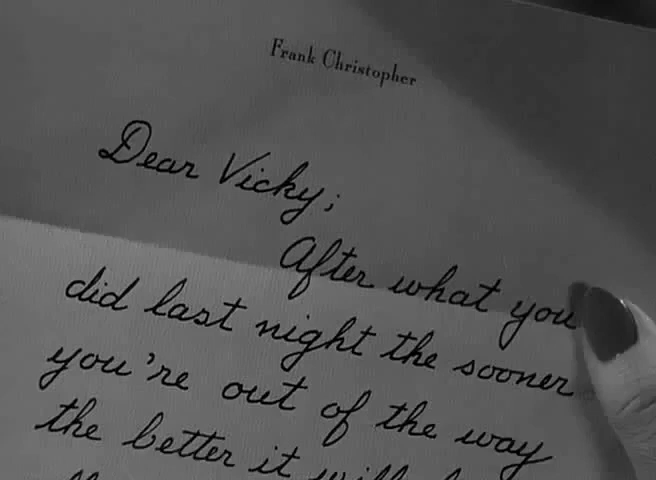 Frank Christopher
Dear Vicky;
After what you
did last night the sooner
you're out of the way
the better it will